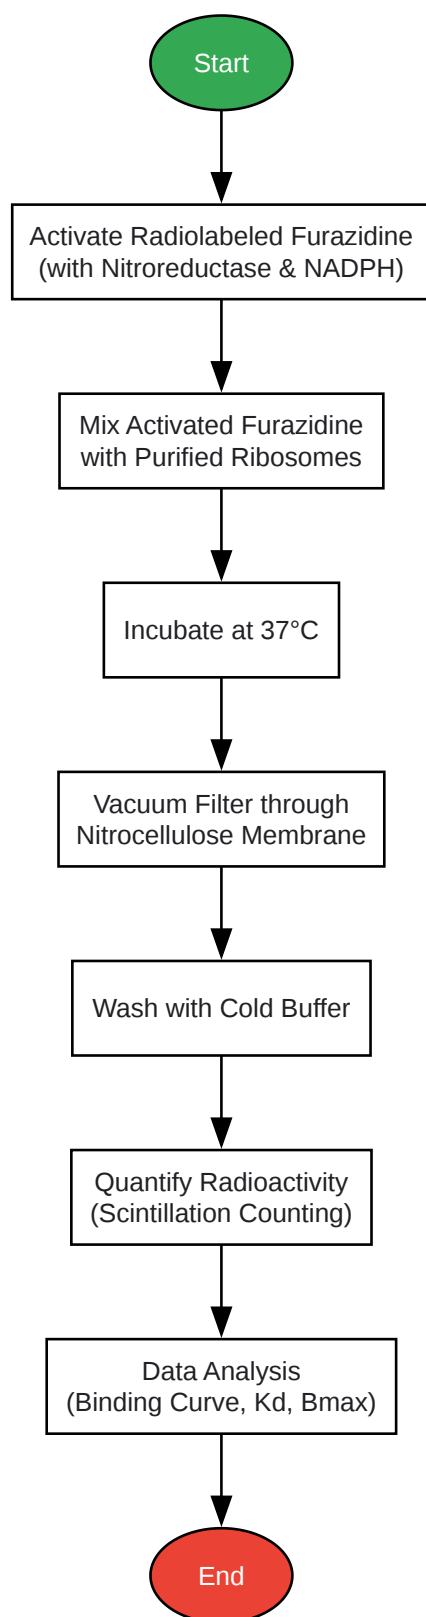 Start
Activate Radiolabeled Furazidine
(with Nitroreductase & NADPH)
Mix Activated Furazidine
with Purified Ribosomes
Incubate at 37°C
Vacuum Filter through
Nitrocellulose Membrane
Wash with Cold Buffer
Quantify Radioactivity
(Scintillation Counting)
Data Analysis
(Binding Curve, Kd, Bmax)
End